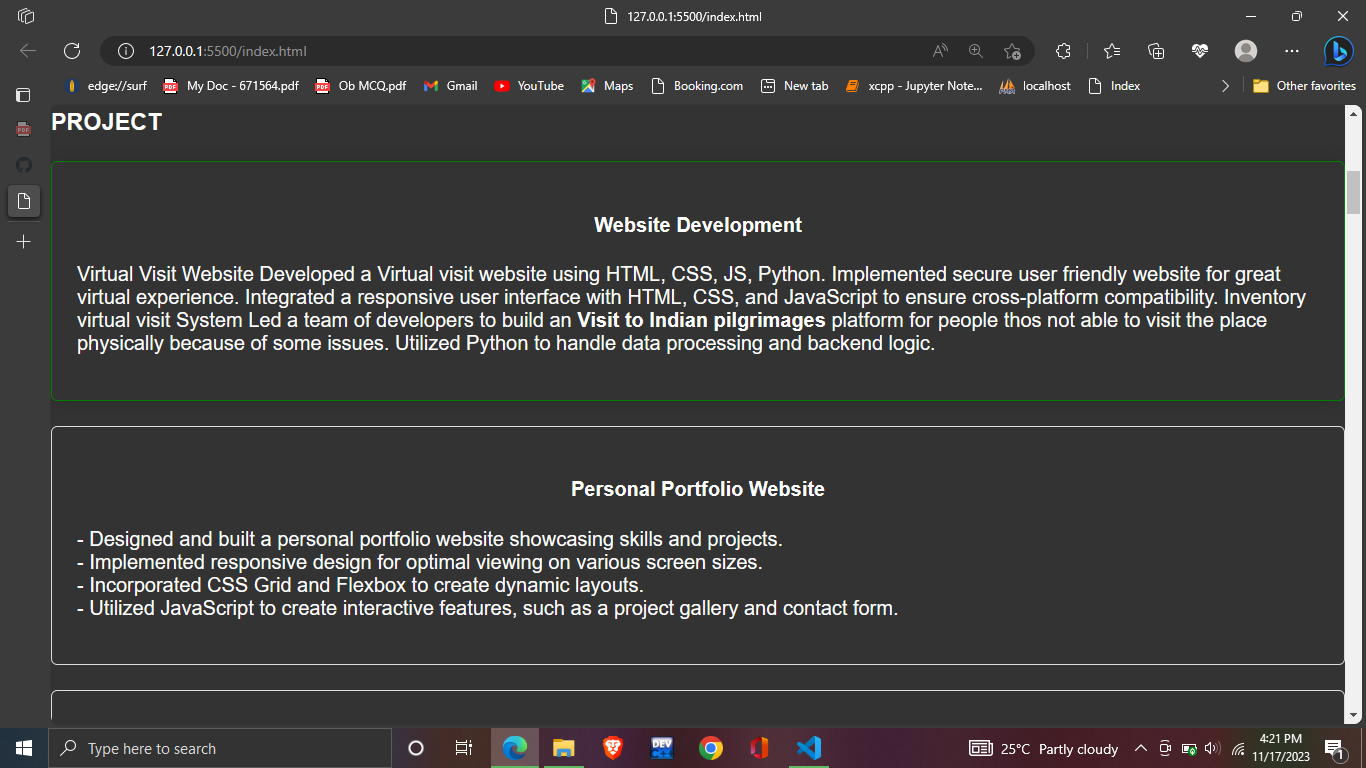 127.0.0.1:5500/index.html
127.0.0.1:5500/index.html
edge://surf My Doc - 671564.pdf Ob MCQ.pdf Gmail YouTube Maps Booking.com New tab xcpp - Jupyter Note... localhost Index Other favorites
PROJECT
Website Development
Virtual Visit Website Developed a Virtual visit website using HTML, CSS, JS, Python. Implemented secure user friendly website for great
virtual experience. Integrated a responsive user interface with HTML, CSS, and JavaScript to ensure cross-platform compatibility. Inventory
virtual visit System Led a team of developers to build an Visit to Indian pilgrimages platform for people thos not able to visit the place
physically because of some issues. Utilized Python to handle data processing and backend logic.
Personal Portfolio Website
- Designed and built a personal portfolio website showcasing skills and projects.
- Implemented responsive design for optimal viewing on various screen sizes.
- Incorporated CSS Grid and Flexbox to create dynamic layouts.
- Utilized JavaScript to create interactive features, such as a project gallery and contact form.
Type here to search
DEV
25°C Partly cloudy
4:21 PM
11/17/2023
1